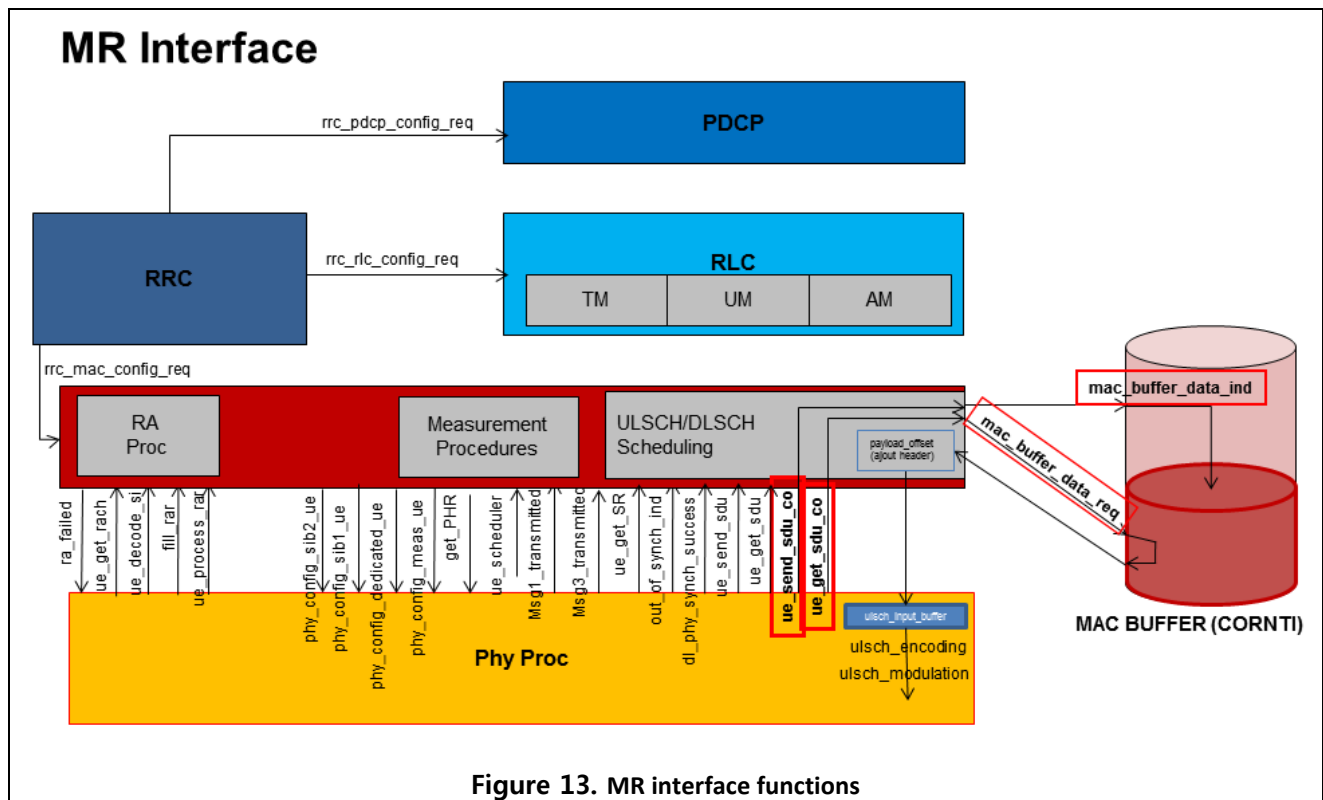 MR Interface
rrc_pdcp_config_req
PDCP
RRC
rrc_rlc_config_req
RLC
TM
UM
AM
rrc_mac_config_req
RA
Proc
Measurement
Procedures
ULSCH/DLSCH
Scheduling
payload_offset
(ajout header)
mac_buffer_data_ind
mac_buffer_data_req
MAC BUFFER (CORNTI)
ra_failed
ue_get_rach
ue_decode_si
fill_rar
ue_process_rar
phy_config_sib2_ue
phy_config_sib1_ue
phy_config_dedicated_ue
phy_config_meas_ue
get_PHR
ue_scheduler
Msg1_transmitted
Msg3_transmitted
ue_get_SR
out_of_synch_ind
dl_phy_synch_success
ue_send_sdu
ue_get_sdu
ue_send_sdu_co
ue_get_sdu_co
ulsch_input_buffer
ulsch_encoding
ulsch_modulation
Phy Proc
Figure 13. MR interface functions